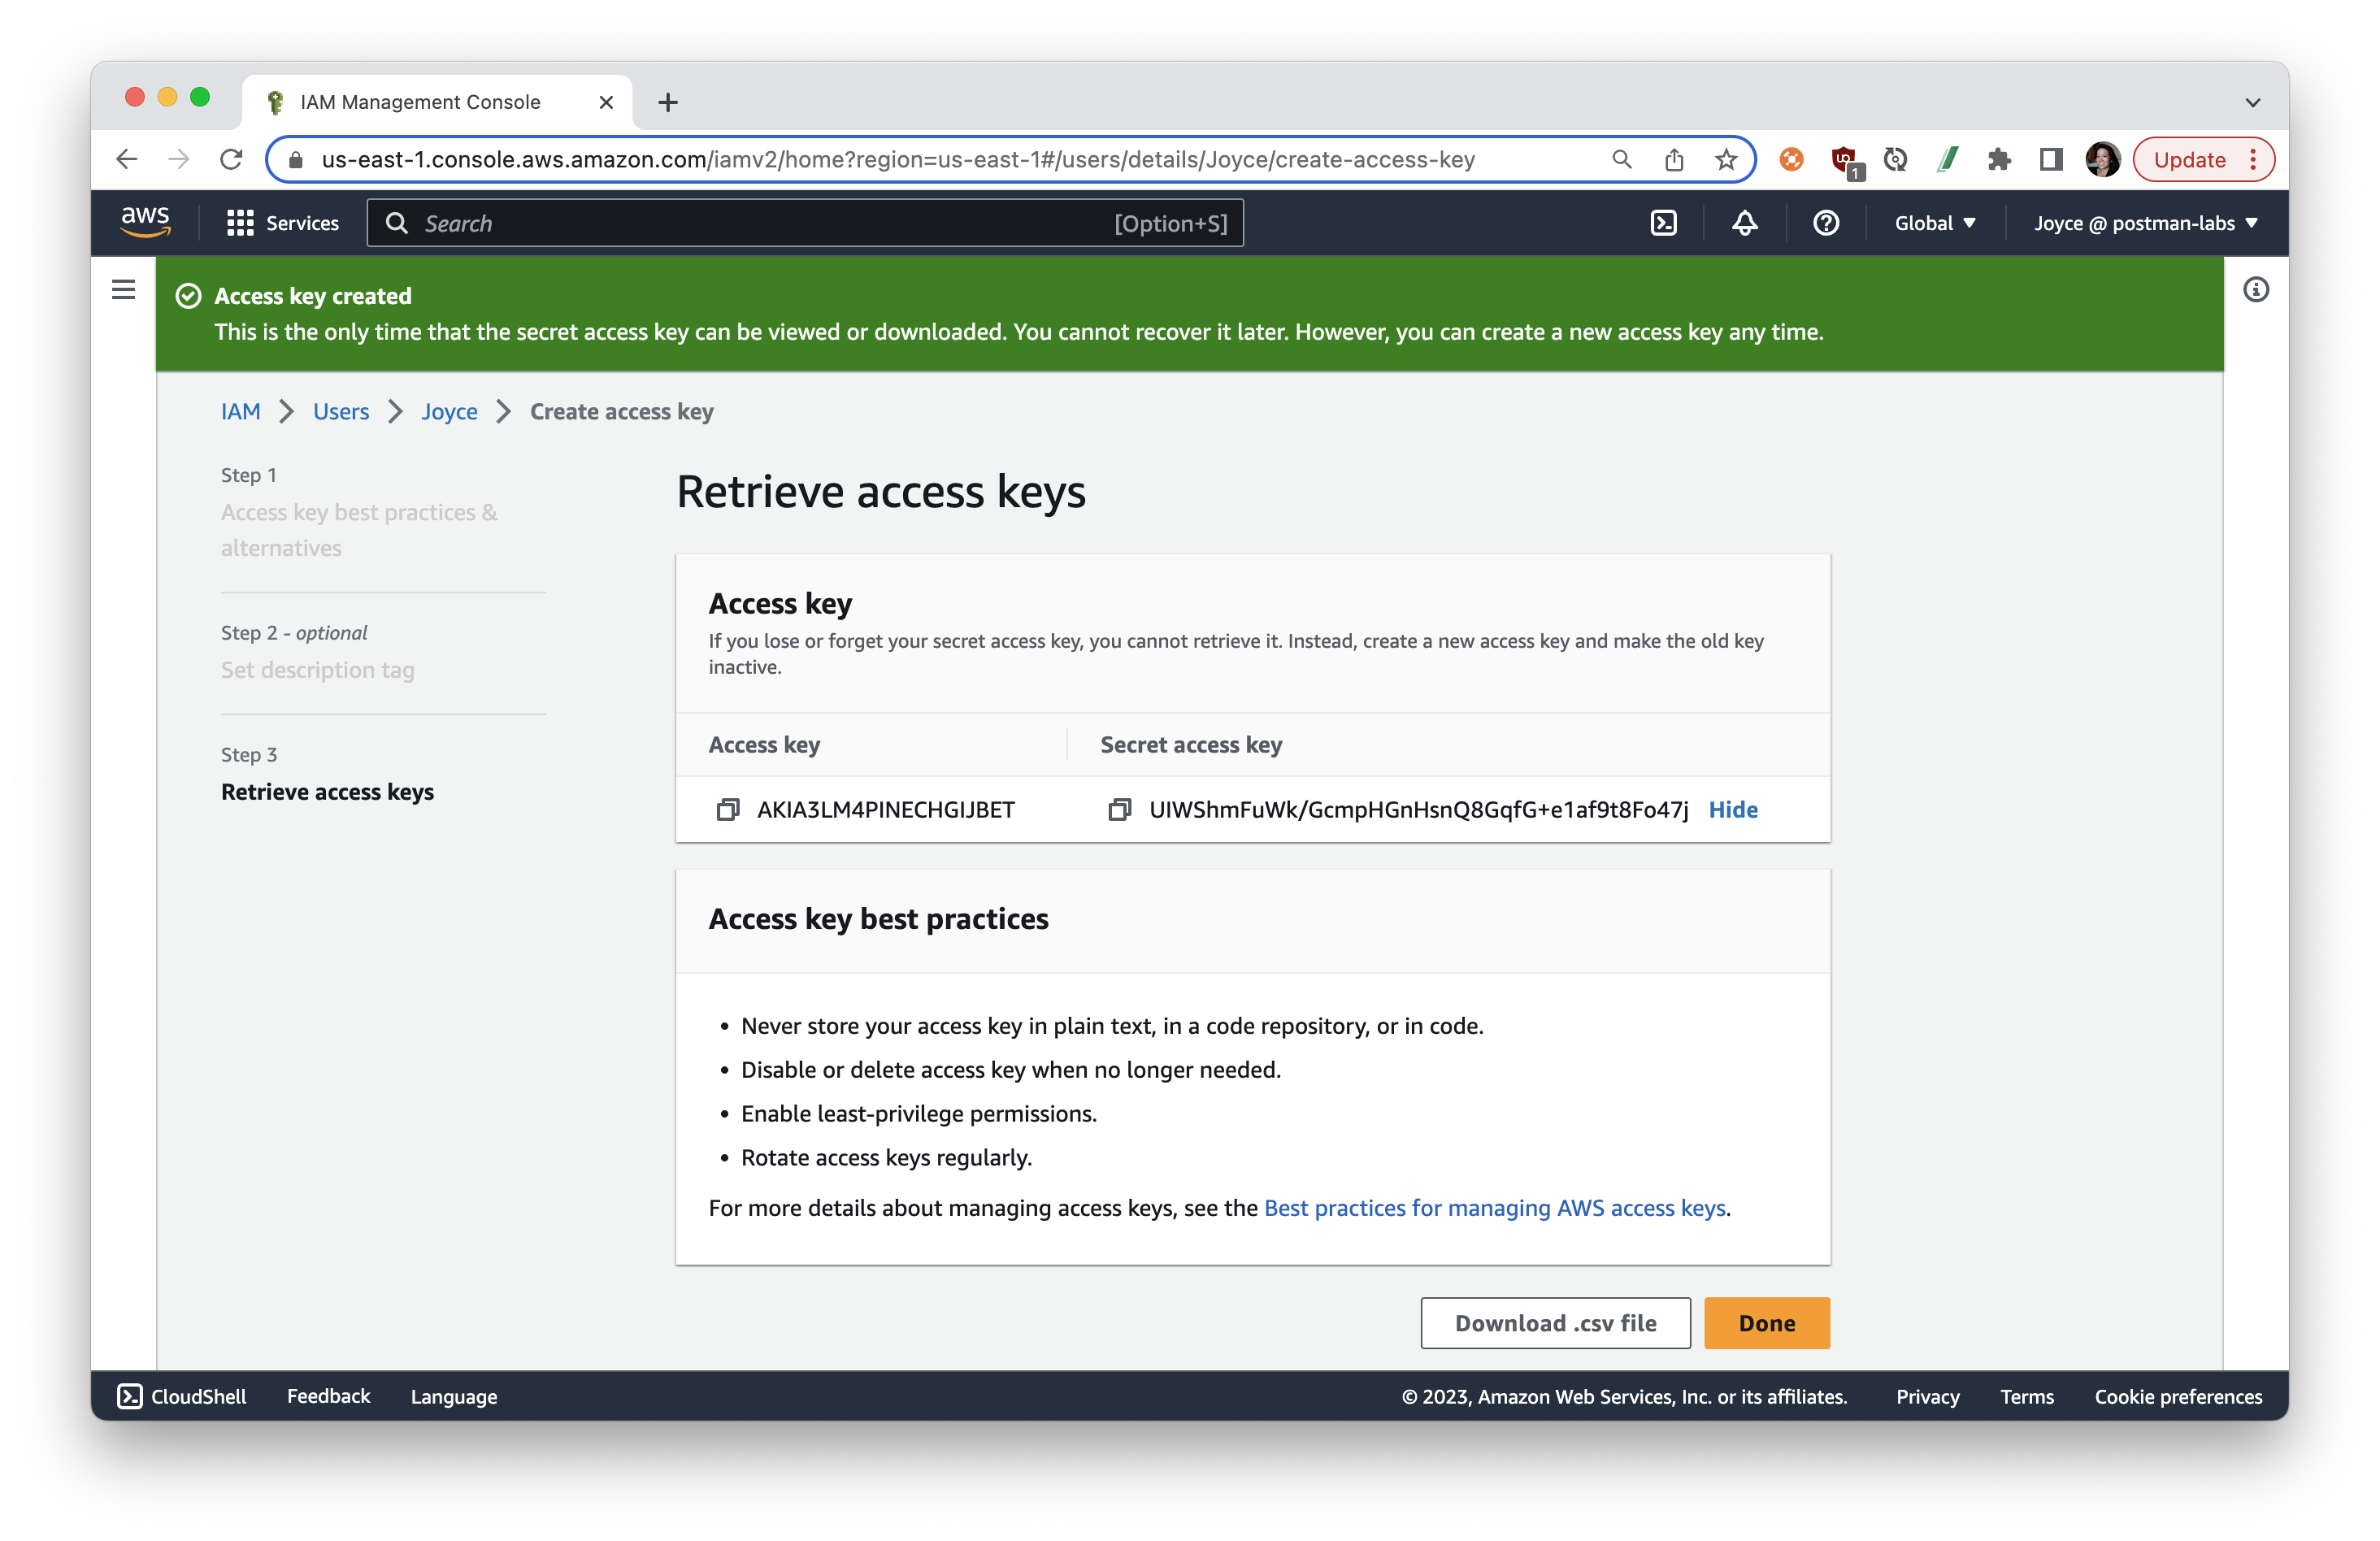 IAM Management Console
us-east-1.console.aws.amazon.com/iamv2/home?region=us-east-1#/users/details/Joyce/create-access-key
1
Update
aws
Services
Search
[Option+S]
Global
Joyce @ postman-labs
Access key created
This is the only time that the secret access key can be viewed or downloaded. You cannot recover it later. However, you can create a new access key any time.
IAM Users Joyce Create access key
Step 1
Access key best practices &
alternatives
Step 2 - optional
Set description tag
Step 3
Retrieve access keys
Retrieve access keys
Access key
If you lose or forget your secret access key, you cannot retrieve it. Instead, create a new access key and make the old key
inactive.
Access key Secret access key
AKIA3LM4PINECHGIJBET UIWShmFuWk/GcmpHGnHsnQ8GqfG+e1af9t8Fo47j Hide
Access key best practices
• Never store your access key in plain text, in a code repository, or in code.
• Disable or delete access key when no longer needed.
• Enable least-privilege permissions.
• Rotate access keys regularly.
For more details about managing access keys, see the Best practices for managing AWS access keys.
Download .csv file Done
CloudShell Feedback Language © 2023, Amazon Web Services, Inc. or its affiliates. Privacy Terms Cookie preferences